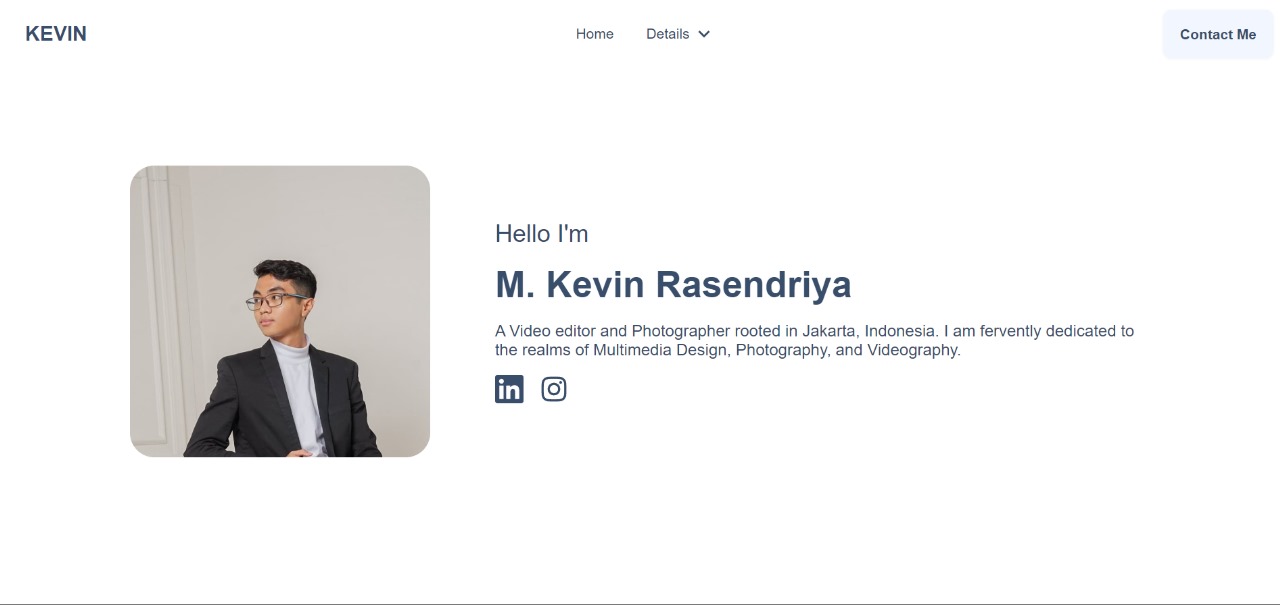 KEVIN
Home
Details
Contact Me
Hello I'm
M. Kevin Rasendriya
A Video editor and Photographer rooted in Jakarta, Indonesia. I am fervently dedicated to
the realms of Multimedia Design, Photography, and Videography.
in